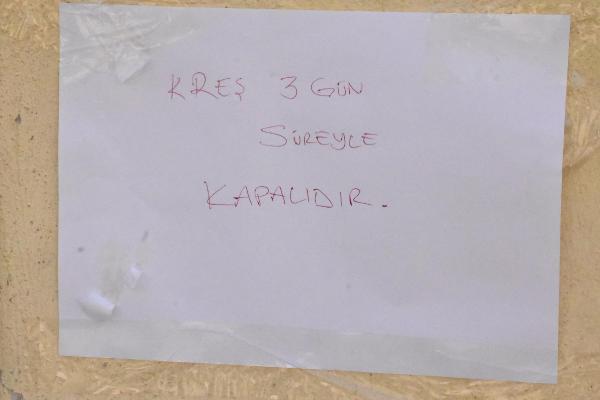 KREŞ 3 GÜN
SÜREYLE
KAPALIDIR.